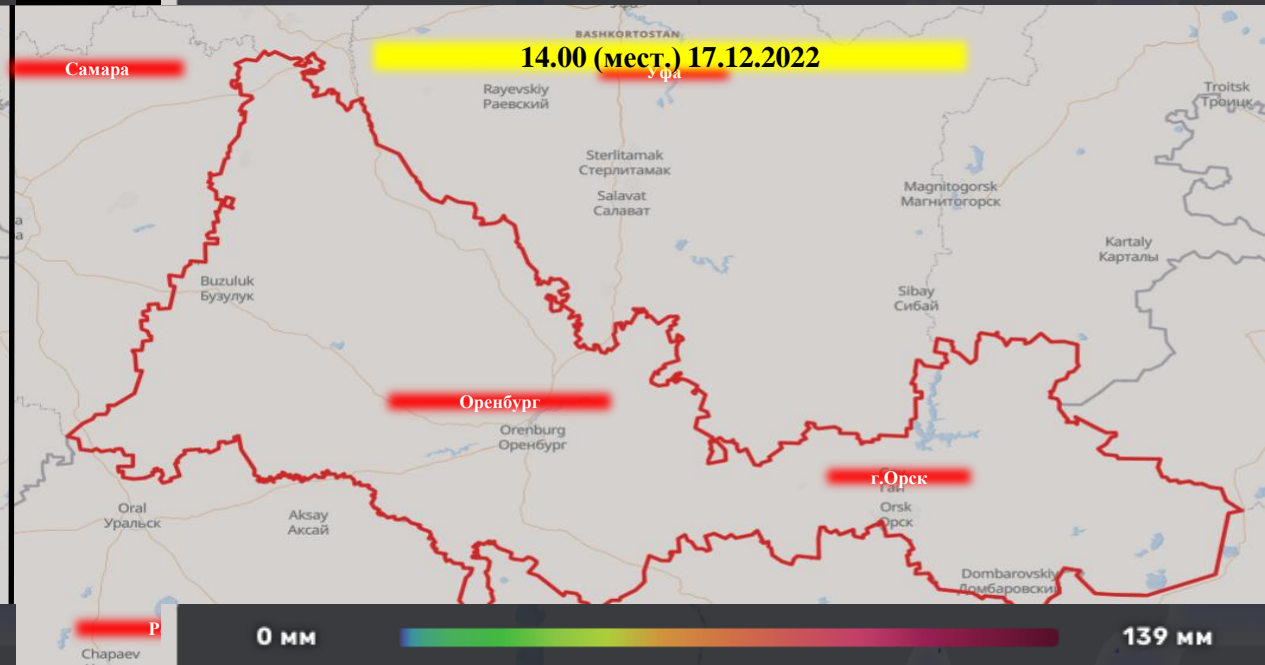 BASHKORTOSTAN
14.00 (мест.) 17.12.2022
Самара
Уфа
Rayevskiy
Раевский
Troitsk
Троицк
Sterlitamak
Стерлитамак
Salavat
Салават
Magnitogorsk
Магнитогорск
Kartaly
Карталы
Buzuluk
Бузулук
Sibay
Сибай
Оренбург
Orenburg
Оренбург
г.Орск
Гай
Orsk
Орск
Oral
Уральск
Aksay
Аксай
Dombarovskiy
Домбаровский
Р
Chapaev
0 мм
139 мм